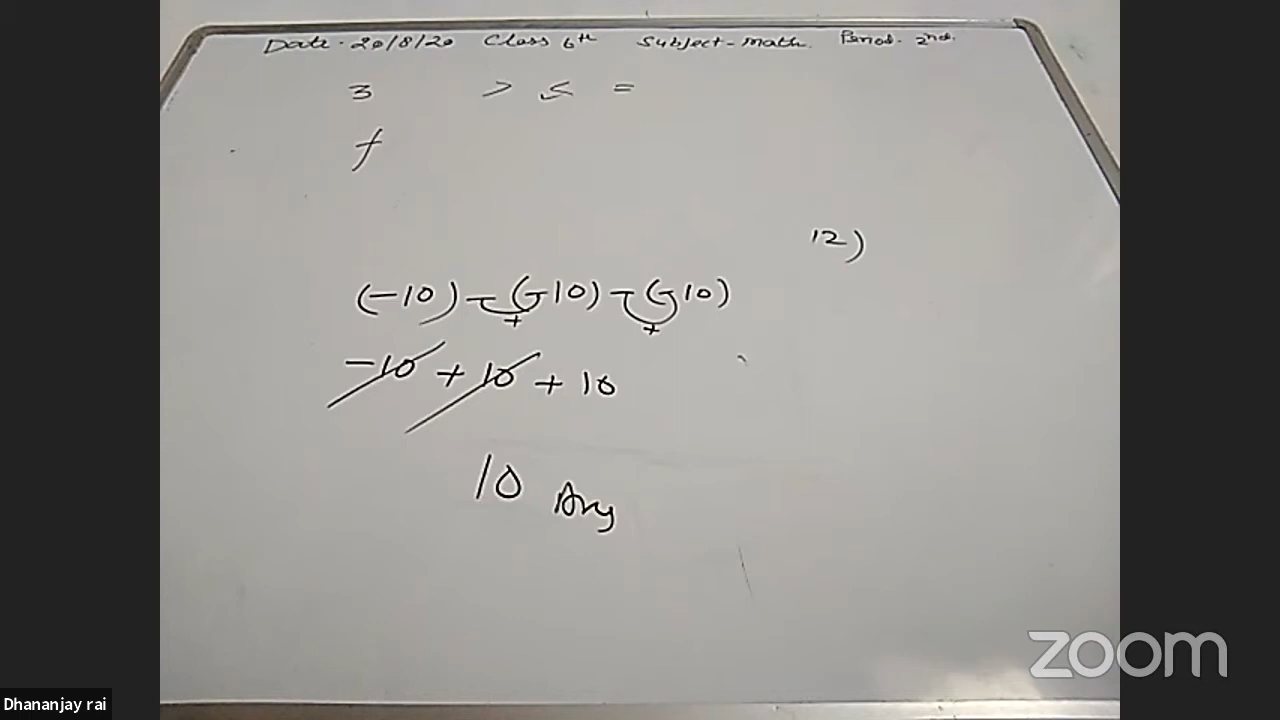 Date. 20/8/20 Class 6th Subject-Math. Period. 2nd.
3 > < =
f
12)
(-10) - (-10) - (-10)
+ +
-10 + 10 + 10
10 Ans
zoom
Dhananjay rai